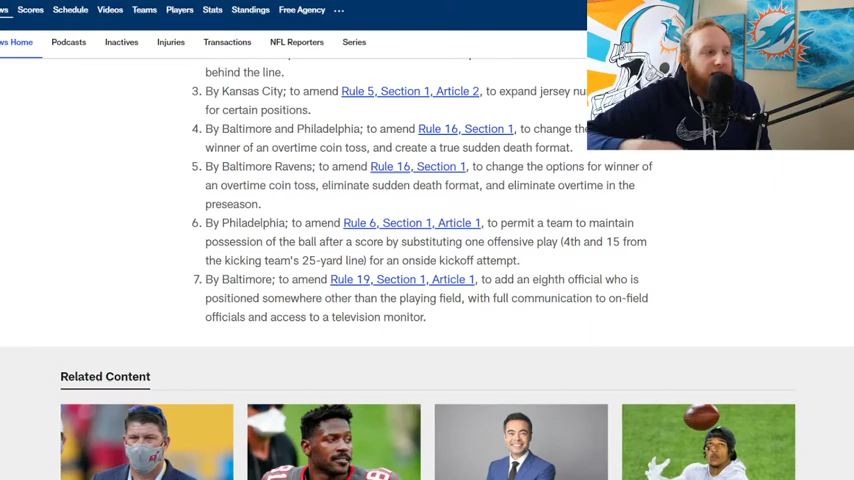 ws Scores Schedule Videos Teams Players Stats Standings Free Agency ...
ws Home Podcasts Inactives Injuries Transactions NFL Reporters Series
behind the line.
3. By Kansas City; to amend Rule 5, Section 1, Article 2, to expand jersey nu
for certain positions.
4. By Baltimore and Philadelphia; to amend Rule 16, Section 1, to change the
winner of an overtime coin toss, and create a true sudden death format.
5. By Baltimore Ravens; to amend Rule 16, Section 1, to change the options for winner of
an overtime coin toss, eliminate sudden death format, and eliminate overtime in the
preseason.
6. By Philadelphia; to amend Rule 6, Section 1, Article 1, to permit a team to maintain
possession of the ball after a score by substituting one offensive play (4th and 15 from
the kicking team's 25-yard line) for an onside kickoff attempt.
7. By Baltimore; to amend Rule 19, Section 1, Article 1, to add an eighth official who is
positioned somewhere other than the playing field, with full communication to on-field
officials and access to a television monitor.
Related Content